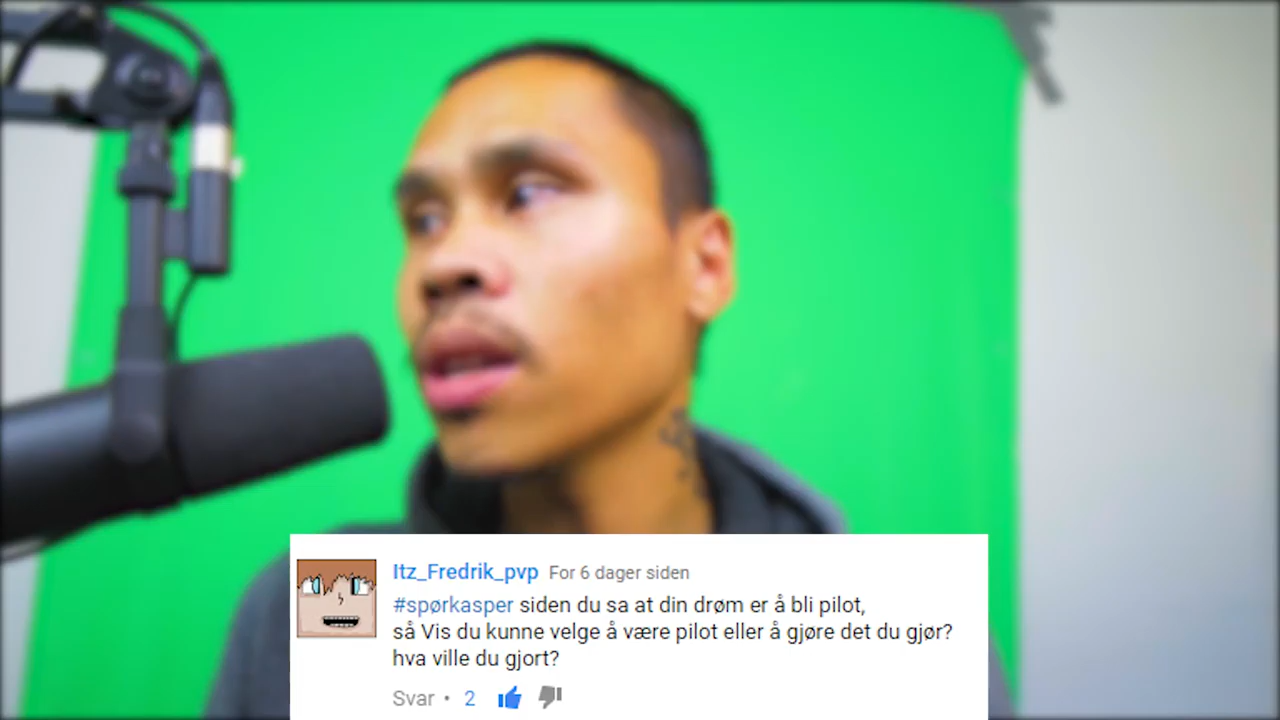 Itz_Fredrik_pvp For 6 dager siden
#spørkasper siden du sa at din drøm er å bli pilot,
så Vis du kunne velge å være pilot eller å gjøre det du gjør?
hva ville du gjort?
Svar • 2